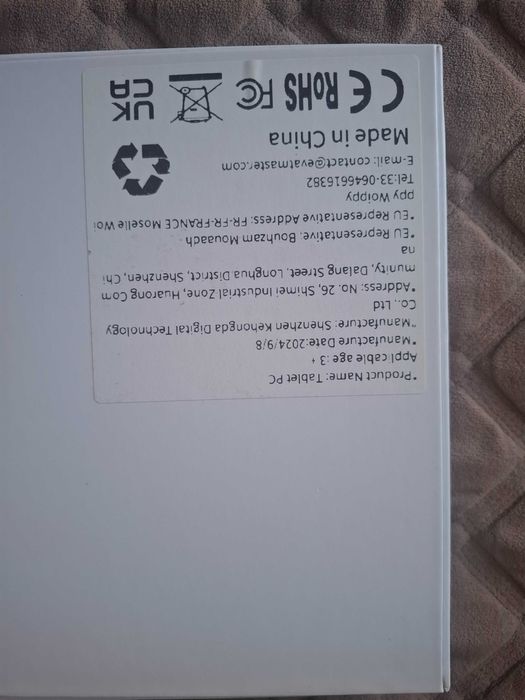 *Product Name: Tablet PC
Applicable age: 3 +
*Manufacture Date:2024/9/8
*Manufacture: Shenzhen Kehongda Digital Technology
Co., Ltd
*Address: No. 26, Shimei Industrial Zone, Huarong Com
munity, Dalang Street, Longhua District, Shenzhen, Chi
na
*EU Representative. Bouhzam Mouaach
*EU Representative Address: FR-FR-FRANCE Moselle Woi
ppy Woippy
Tel:33-0646616382
E-mail: contact@evatmaster.com
Made in China
CE RoHS FC UK CA